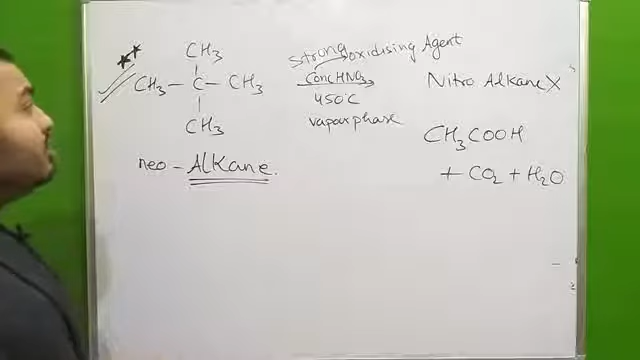 strong oxidising Agent
CH3
CH3 — C — CH3
Conc HNO3
Nitro Alkane X
450°C
CH3
vapour phase
CH3COOH
neo - Alkane.
+ CO2 + H2O